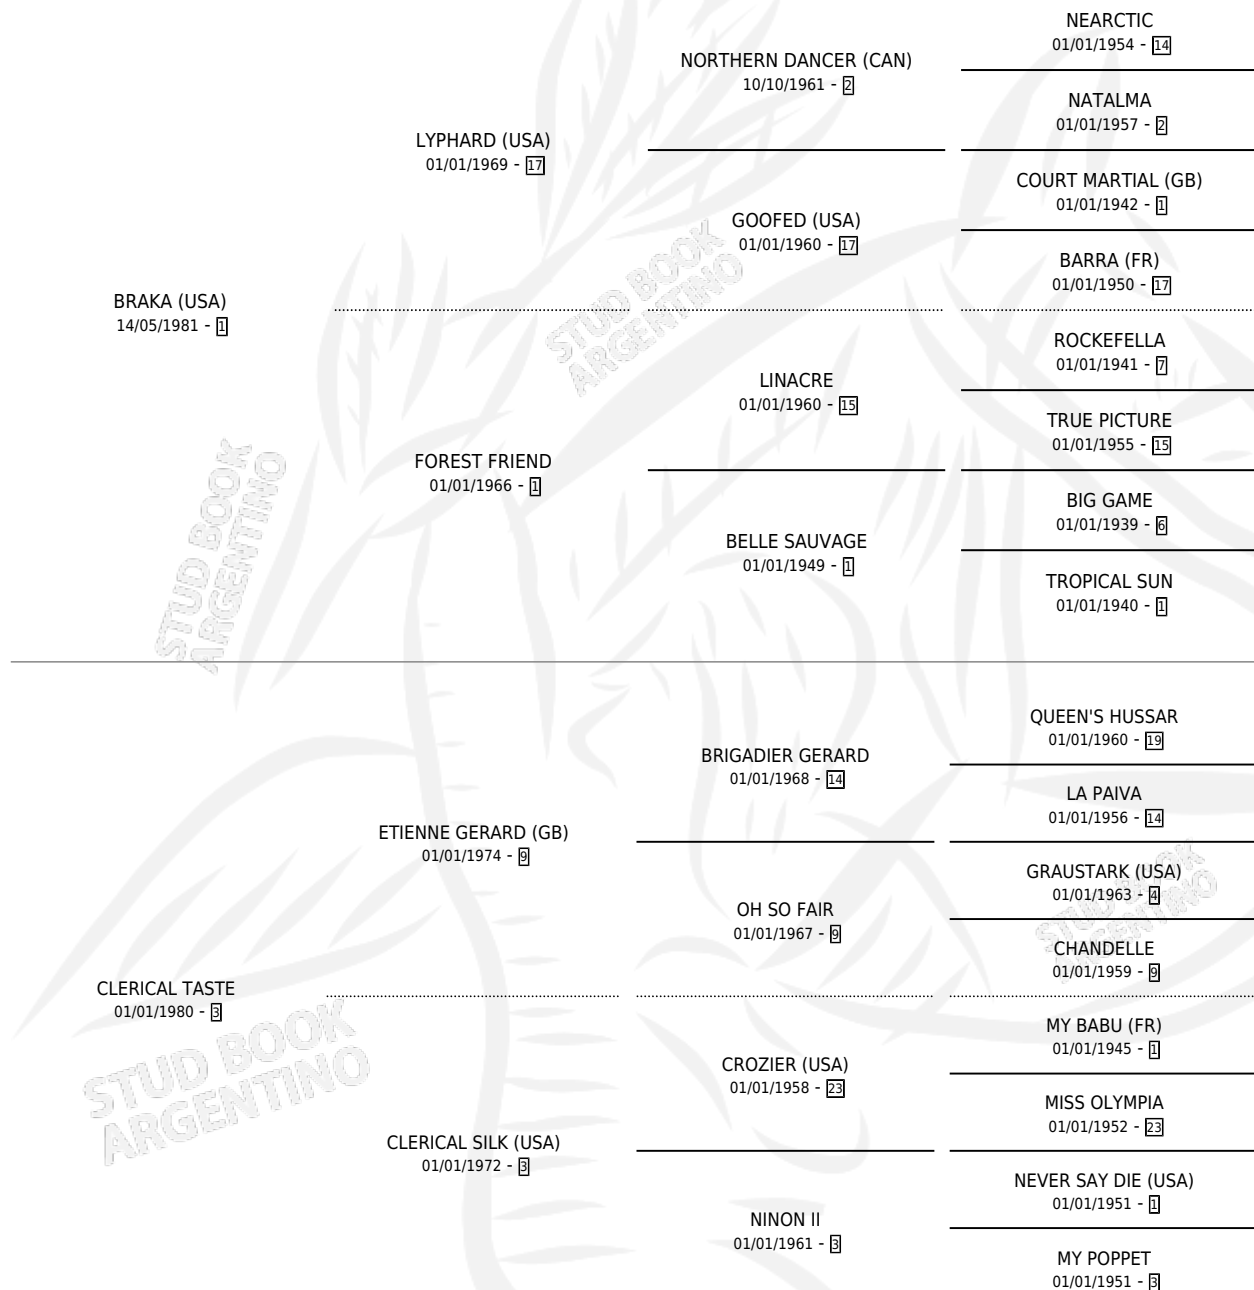 NEARCTIC
01/01/1954 - 14
NORTHERN DANCER (CAN)
10/10/1961 - 2
NATALMA
01/01/1957 - 2
LYPHARD (USA)
01/01/1969 - 17
COURT MARTIAL (GB)
01/01/1942 - 1
GOOFED (USA)
01/01/1960 - 17
BARRA (FR)
01/01/1950 - 17
BRAKA (USA)
14/05/1981 - 1
ROCKEFELLA
01/01/1941 - 7
LINACRE
01/01/1960 - 15
TRUE PICTURE
01/01/1955 - 15
FOREST FRIEND
01/01/1966 - 1
BIG GAME
01/01/1939 - 6
BELLE SAUVAGE
01/01/1949 - 1
TROPICAL SUN
01/01/1940 - 1
QUEEN'S HUSSAR
01/01/1960 - 19
BRIGADIER GERARD
01/01/1968 - 14
LA PAIVA
01/01/1956 - 14
ETIENNE GERARD (GB)
01/01/1974 - 9
GRAUSTARK (USA)
01/01/1963 - 4
OH SO FAIR
01/01/1967 - 9
CHANDELLE
01/01/1959 - 9
CLERICAL TASTE
01/01/1980 - 3
MY BABU (FR)
01/01/1945 - 1
CROZIER (USA)
01/01/1958 - 23
MISS OLYMPIA
01/01/1952 - 23
CLERICAL SILK (USA)
01/01/1972 - 3
NEVER SAY DIE (USA)
01/01/1951 - 1
NINON II
01/01/1961 - 3
MY POPPET
01/01/1951 - 3
STUD BOOK
ARGENTINO
STUD BOOK
ARGENTINO
STUD BOOK
ARGENTINO
STUD BOOK
ARGENTINO